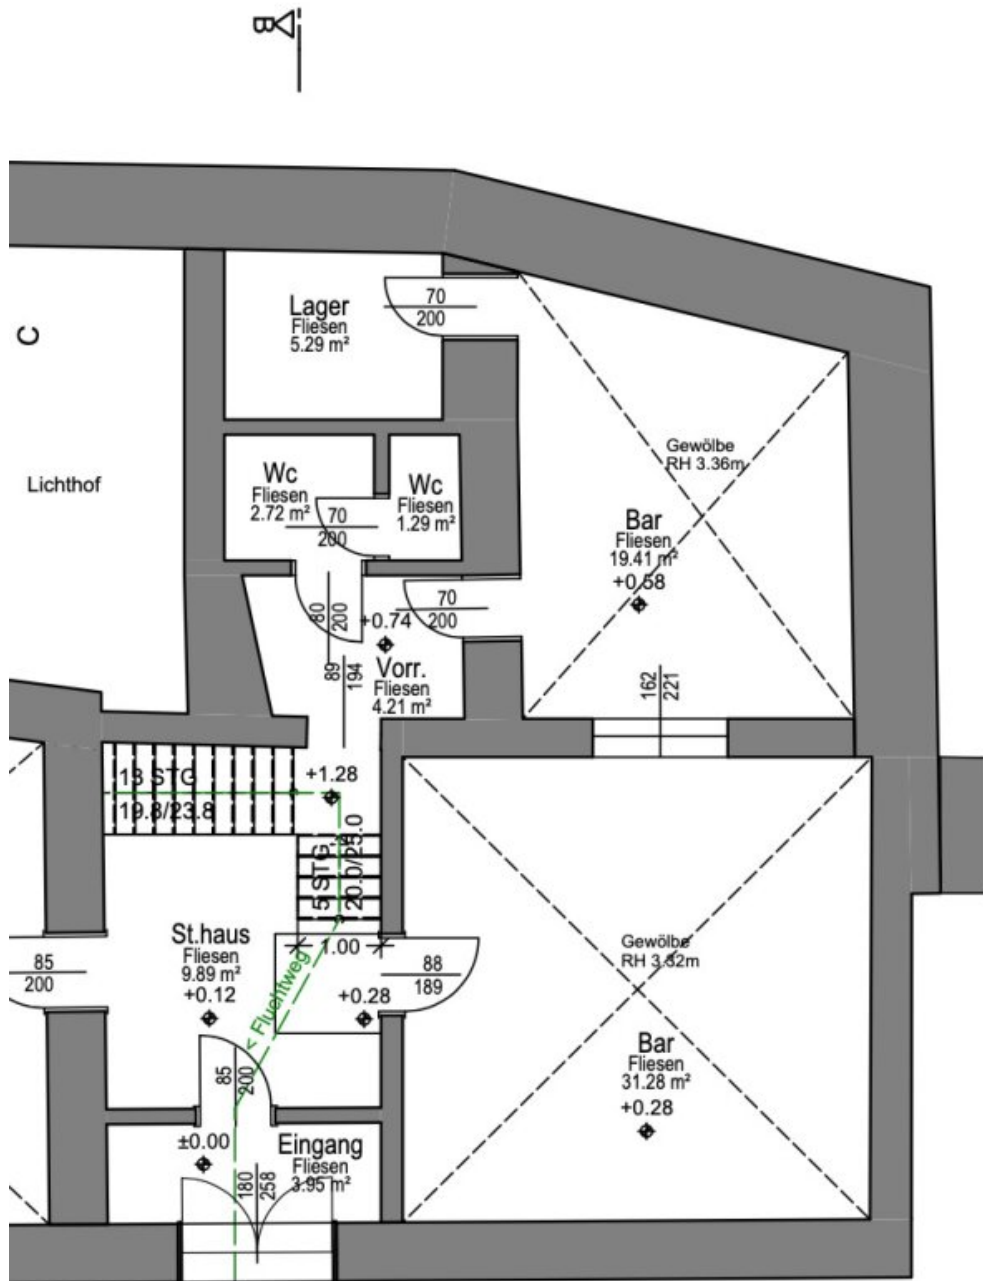 B
Lager
Fliesen
5.29 m²
70
200
C
Lichthof
Wc
Fliesen
2.72 m²
Wc
Fliesen
1.29 m²
70
200
Gewölbe
RH 3.36m
Bar
Fliesen
19.41 m²
+0.58
80
200
+0.74
70
200
89
194
Vorr.
Fliesen
4.21 m²
162
221
13 STG
19.8/23.8
+1.28
5 STG
20.0/25.0
1.00
St.haus
Fliesen
9.89 m²
+0.12
85
200
88
189
+0.28
< Fluchtweg
Gewölbe
RH 3.32m
Bar
Fliesen
31.28 m²
+0.28
85
200
±0.00
Eingang
Fliesen
3.95 m²
180
258